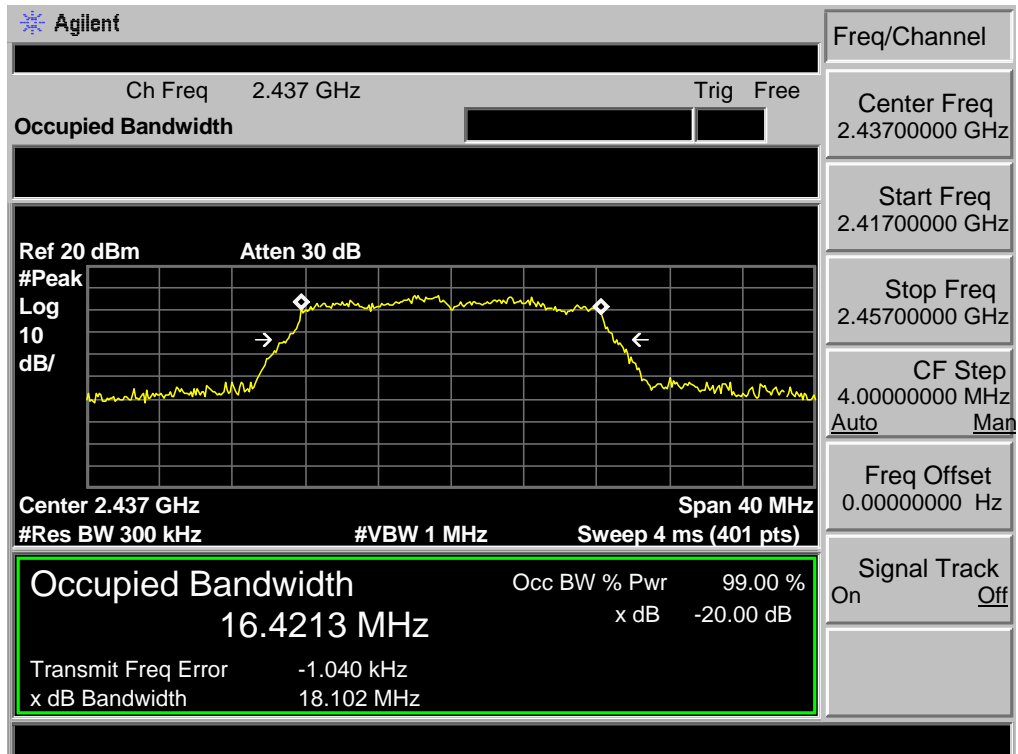 Agilent
Freq/Channel
Ch Freq 2.437 GHz Trig Free
Occupied Bandwidth
Center Freq
2.43700000 GHz
Start Freq
2.41700000 GHz
Stop Freq
2.45700000 GHz
CF Step
4.00000000 MHz
Auto Man
Freq Offset
0.00000000 Hz
Signal Track
On Off
Ref 20 dBm Atten 30 dB
#Peak
Log
10
dB/
Center 2.437 GHz Span 40 MHz
#Res BW 300 kHz #VBW 1 MHz Sweep 4 ms (401 pts)
Occupied Bandwidth
16.4213 MHz
Occ BW % Pwr 99.00 %
x dB -20.00 dB
Transmit Freq Error -1.040 kHz
x dB Bandwidth 18.102 MHz